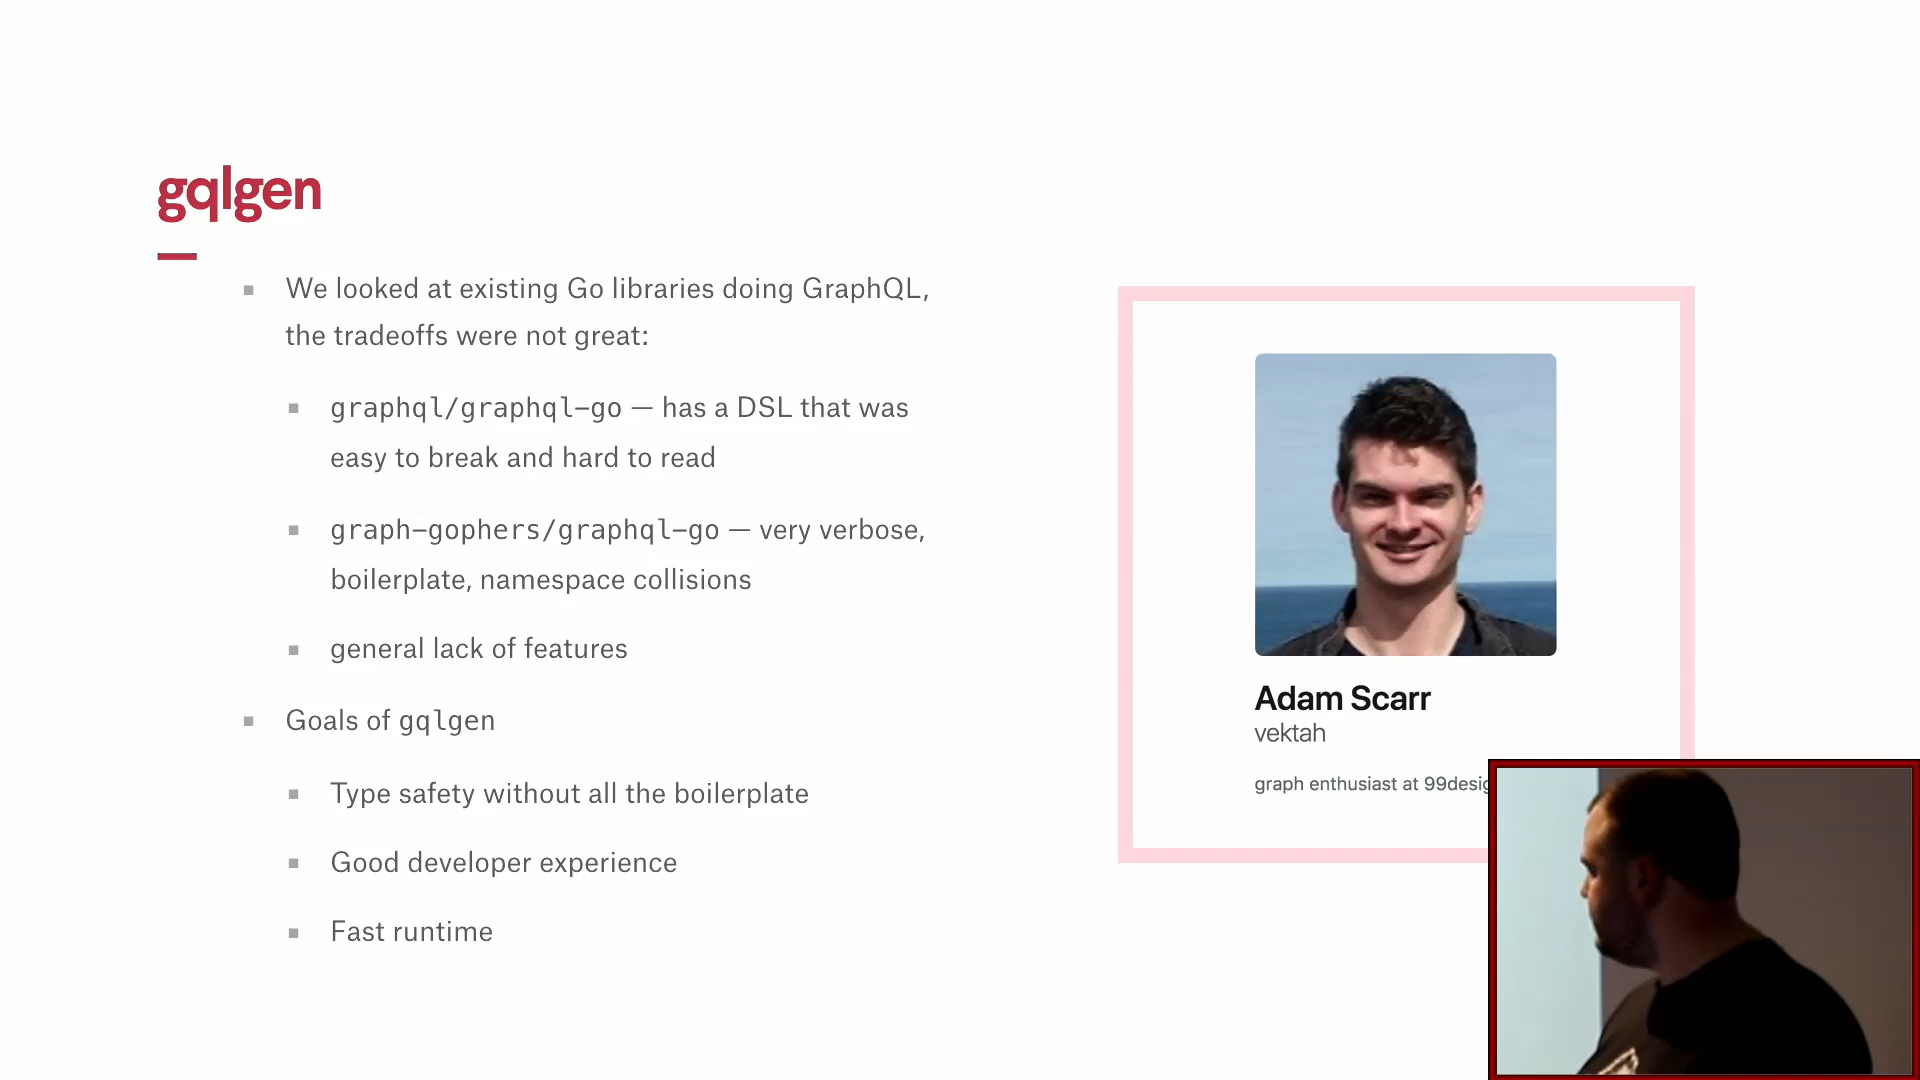 gqlgen
We looked at existing Go libraries doing GraphQL,
the tradeoffs were not great:
graphql/graphql-go — has a DSL that was
easy to break and hard to read
graph-gophers/graphql-go — very verbose,
boilerplate, namespace collisions
general lack of features
Goals of gqlgen
Type safety without all the boilerplate
Good developer experience
Fast runtime
Adam Scarr
vektah
graph enthusiast at